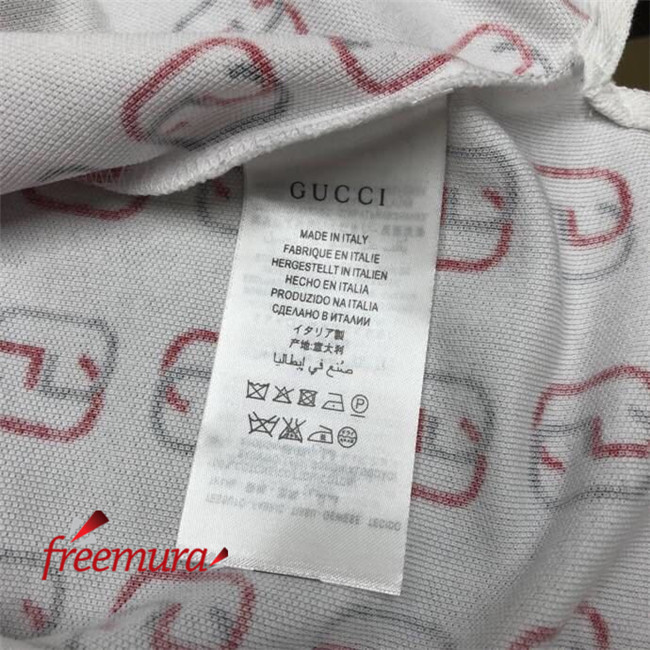 GUCCI
MADE IN ITALY
FABRIQUE EN ITALIE
HERGESTELLT IN ITALIEN
HECHO EN ITALIA
PRODUZIDO NA ITALIA
СДЕЛАНО В ИТАЛИИ
イタリア製
产地:意大利
صُنع في إيطاليا
P
freemura